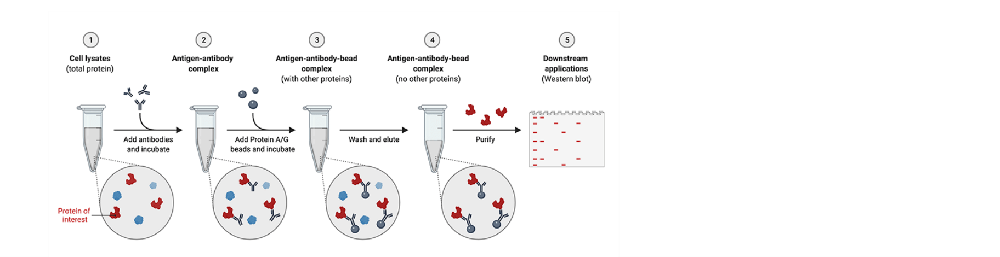 1
Cell lysates
(total protein)
2
Antigen-antibody
complex
3
Antigen-antibody-bead
complex
(with other proteins)
4
Antigen-antibody-bead
complex
(no other proteins)
5
Downstream
applications
(Western blot)
Add antibodies
and incubate
Add Protein A/G
beads and incubate
Wash and elute
Purify
Protein of
interest